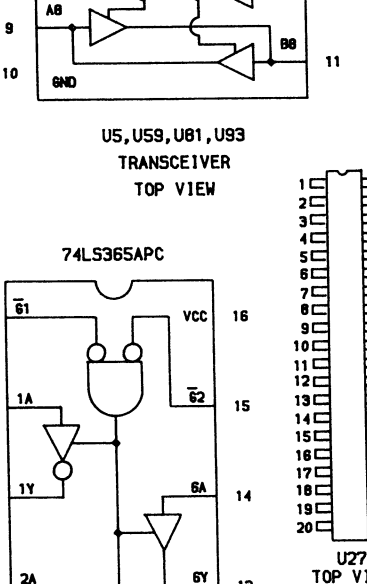 A8
9
B8
11
10
GND
U5,U59,U81,U93
TRANSCEIVER
TOP VIEW
74LS365APC
G1
VCC
16
1A
G2
15
1Y
6A
14
2A
6Y
1
2
3
4
5
6
7
8
9
10
11
12
13
14
15
16
17
18
19
20
U27